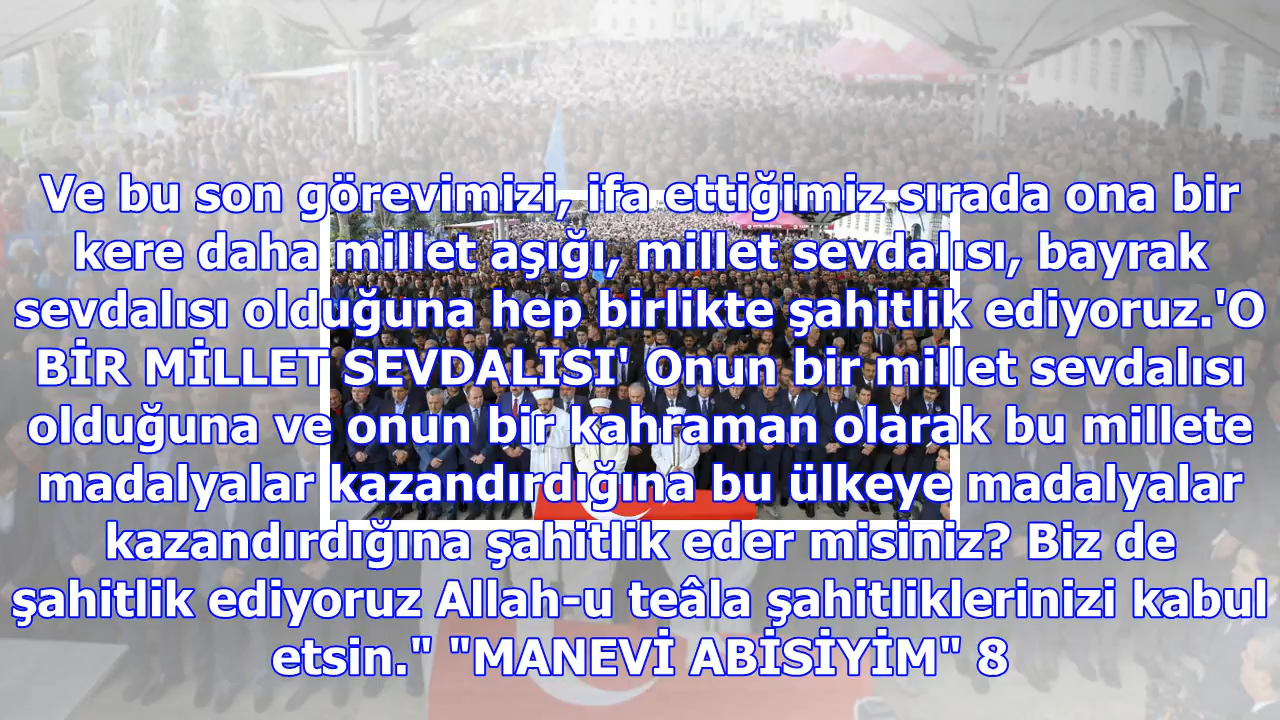 Ve bu son görevimizi, ifa ettiğimiz sırada ona bir
kere daha millet aşığı, millet sevdalısı, bayrak
sevdalısı olduğuna hep birlikte şahitlik ediyoruz.'O
BİR MİLLET SEVDALISI' Onun bir millet sevdalısı
olduğuna ve onun bir kahraman olarak bu millete
madalyalar kazandırdığına bu ülkeye madalyalar
kazandırdığına şahitlik eder misiniz? Biz de
şahitlik ediyoruz Allah-u teâla şahitliklerinizi kabul
etsin." "MANEVİ ABİSİYİM" 8